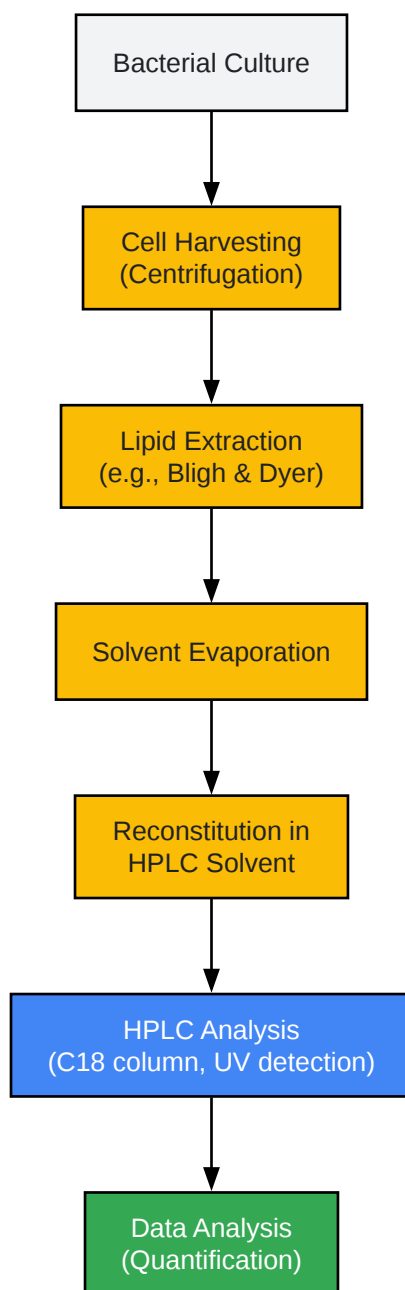 Bacterial Culture
Cell Harvesting
(Centrifugation)
Lipid Extraction
(e.g., Bligh & Dyer)
Solvent Evaporation
Reconstitution in
HPLC Solvent
HPLC Analysis
(C18 column, UV detection)
Data Analysis
(Quantification)